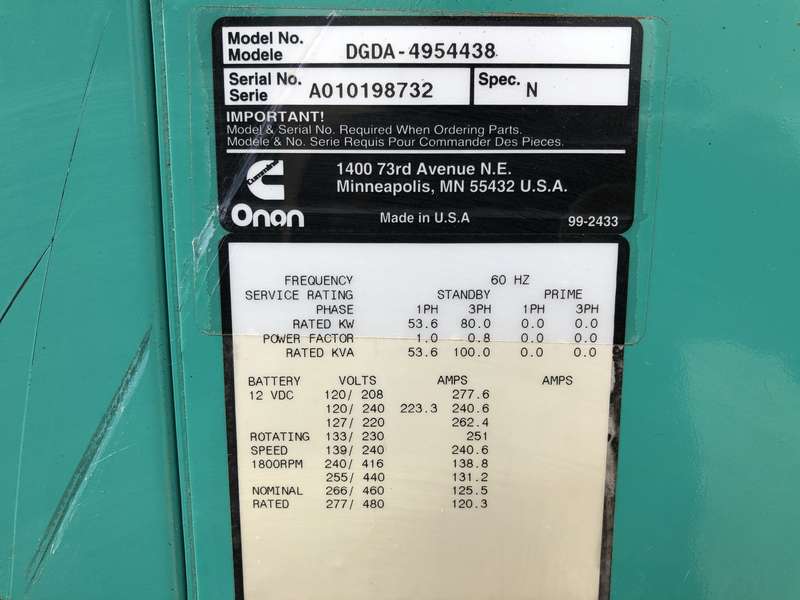 Model No.
Modele DGDA-4954438
Serial No.
Serie A010198732
Spec. N
IMPORTANT!
Model & Serial No. Required When Ordering Parts.
Modele & No. Serie Requis Pour Commander Des Pieces.
Cummins
Onan
1400 73rd Avenue N.E.
Minneapolis, MN 55432 U.S.A.
Made in U.S.A
99-2433
FREQUENCY 60 HZ
SERVICE RATING STANDBY PRIME
PHASE 1PH 3PH 1PH 3PH
RATED KW 53.6 80.0 0.0 0.0
POWER FACTOR 1.0 0.8 0.0 0.0
RATED KVA 53.6 100.0 0.0 0.0
BATTERY VOLTS AMPS AMPS
12 VDC 120/ 208 277.6
120/ 240 223.3 240.6
127/ 220 262.4
ROTATING 133/ 230 251
SPEED 139/ 240 240.6
1800RPM 240/ 416 138.8
255/ 440 131.2
NOMINAL 266/ 460 125.5
RATED 277/ 480 120.3